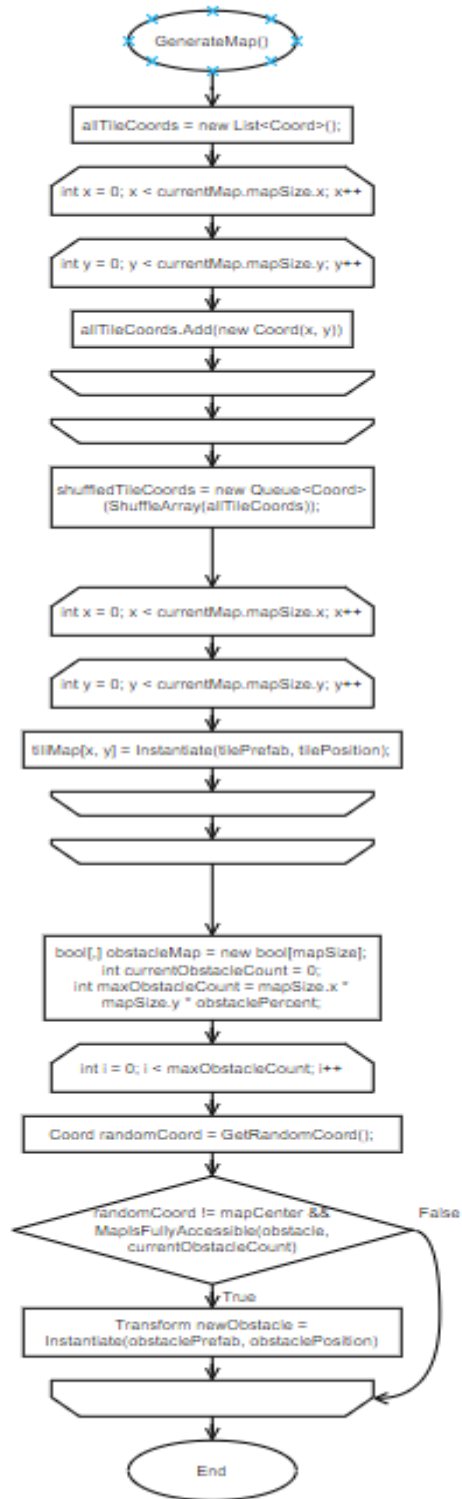 GenerateMap()
allTileCoords = new List<Coord>();
int x = 0; x < currentMap.mapSize.x; x++
int y = 0; y < currentMap.mapSize.y; y++
allTileCoords.Add(new Coord(x, y))
shuffledTileCoords = new Queue<Coord>
(ShuffleArray(allTileCoords));
int x = 0; x < currentMap.mapSize.x; x++
int y = 0; y < currentMap.mapSize.y; y++
tillMap[x, y] = Instantiate(tilePrefab, tilePosition);
bool[,] obstacleMap = new bool[mapSize];
int currentObstacleCount = 0;
int maxObstacleCount = mapSize.x *
mapSize.y * obstaclePercent;
int i = 0; i < maxObstacleCount; i++
Coord randomCoord = GetRandomCoord();
randomCoord != mapCenter &&
MapIsFullyAccessible(obstacle,
currentObstacleCount)
False
True
Transform newObstacle =
Instantiate(obstaclePrefab, obstaclePosition)
End